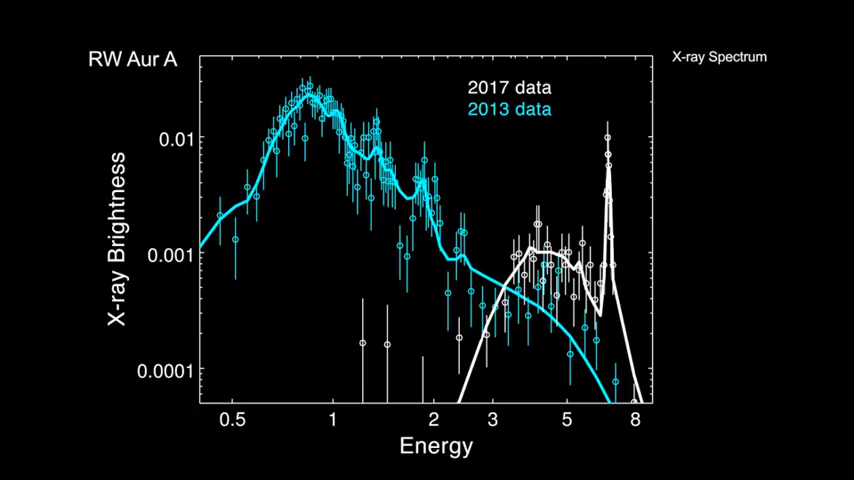 RW Aur A
X-ray Spectrum
2017 data
2013 data
0.01
0.001
0.0001
X-ray Brightness
0.5 1 2 3 5 8
Energy